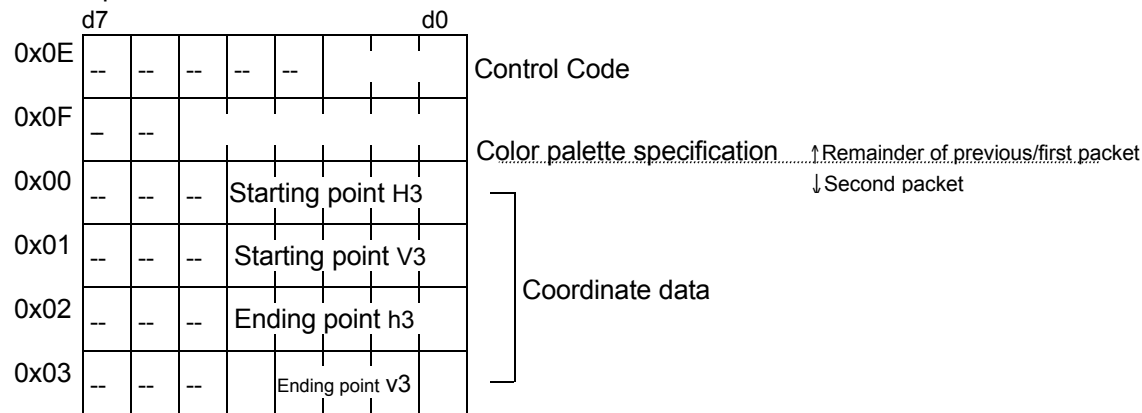 d7 d0
0x0E -- -- -- -- -- Control Code
0x0F – --
Color palette specification ↑Remainder of previous/first packet
0x00 -- -- -- Starting point H3 ↓Second packet
0x01 -- -- -- Starting point V3
Coordinate data
0x02 -- -- -- Ending point h3
0x03 -- -- -- Ending point V3